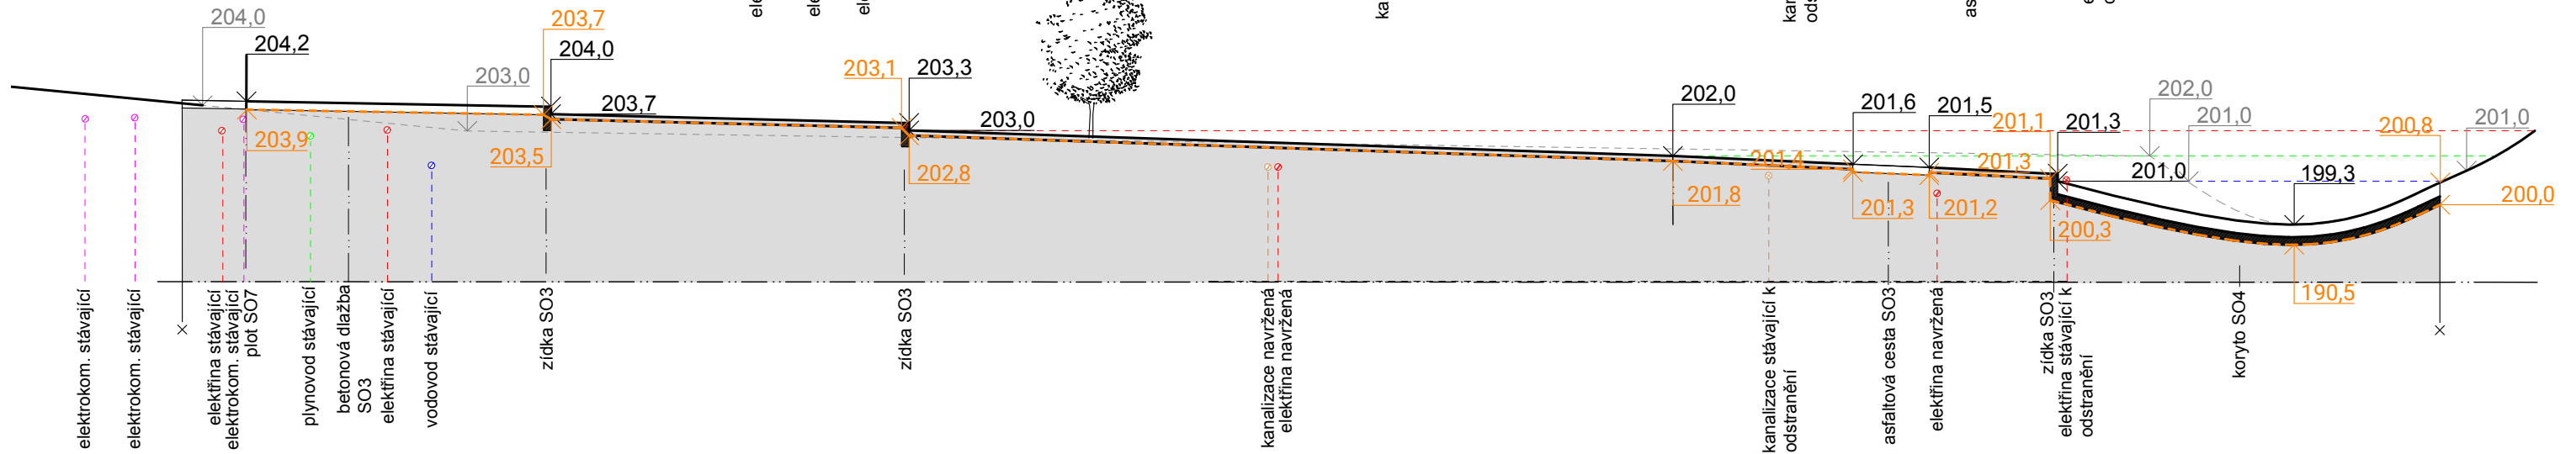 204,0
204,2
203,9
203,0
203,7
204,0
203,7
203,5
203,1
203,3
203,0
202,8
202,0
201,8
201,4
201,6
201,3
201,5
201,2
201,3
201,1
201,3
201,0
200,3
202,0
201,0
199,3
190,5
200,8
201,0
200,0
elektrokom. stávající
elektrokom. stávající
elektřina stávající
elektrokom. stávající
plot SO7
plynovod stávající
betonová dlažba
SO3
elektřina stávající
vodovod stávající
zídka SO3
zídka SO3
kanalizace navržená
elektřina navržená
kanalizace stávající k
odstranění
asfaltová cesta SO3
elektřina navržená
zídka SO3
elektřina stávající k
odstranění
koryto SO4